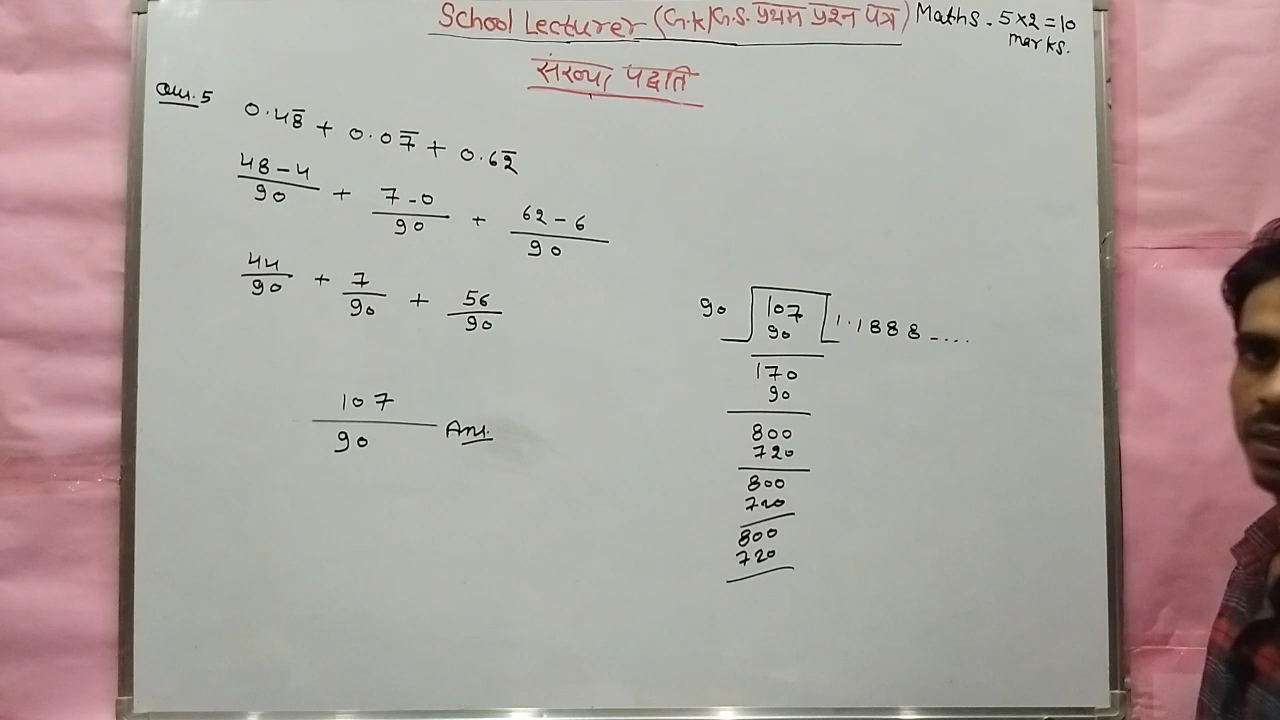 School Lecturer (G.K/G.S. प्रथम प्रश्न पत्र) Maths. 5×2=10 marks.
संख्या पद्धति
Que. 5
0.48̅ + 0.07̅ + 0.62̅
48-4/90 + 7-0/90 + 62-6/90
44/90 + 7/90 + 56/90
107/90 Ans.
90 107 1.1888-....
90
170
90
800
720
800
720
800
720